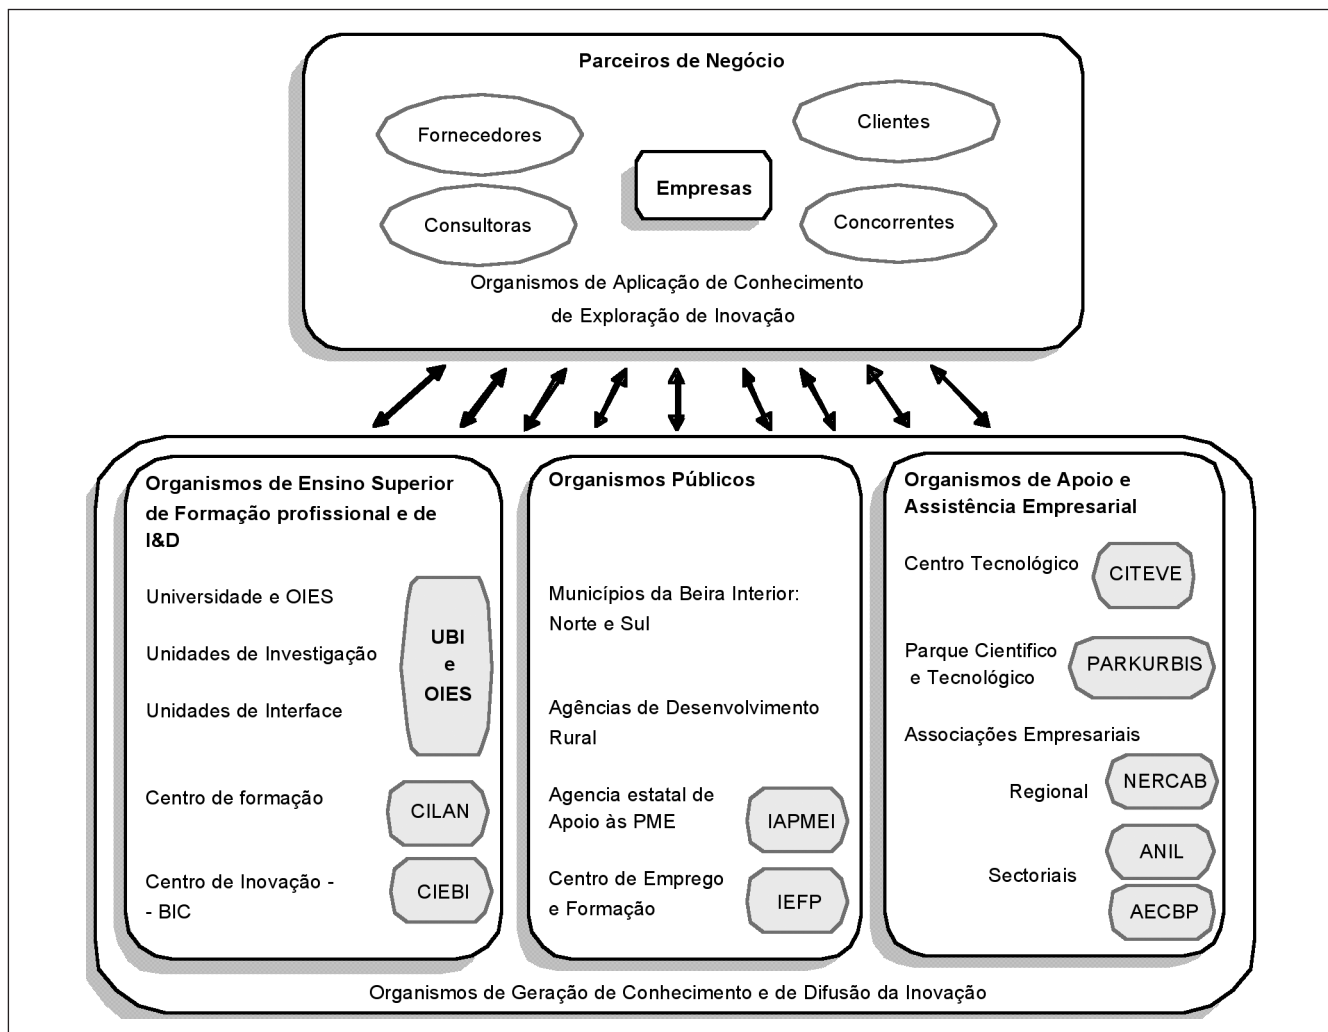 Parceiros de Negócio
Fornecedores
Clientes
Empresas
Consultoras
Concorrentes
Organismos de Aplicação de Conhecimento
de Exploração de Inovação
Organismos de Ensino Superior
de Formação profissional e de
I&D
Universidade e OIES
Unidades de Investigação
Unidades de Interface
UBI
e
OIES
Centro de formação
CILAN
Centro de Inovação -
- BIC
CIEBI
Organismos Públicos
Municípios da Beira Interior:
Norte e Sul
Agências de Desenvolvimento
Rural
Agencia estatal de
Apoio às PME
IAPMEI
Centro de Emprego
e Formação
IEFP
Organismos de Apoio e
Assistência Empresarial
Centro Tecnológico
CITEVE
Parque Cientifico
e Tecnológico
PARKURBIS
Associações Empresariais
Regional
NERCAB
Sectoriais
ANIL
AECBP
Organismos de Geração de Conhecimento e de Difusão da Inovação